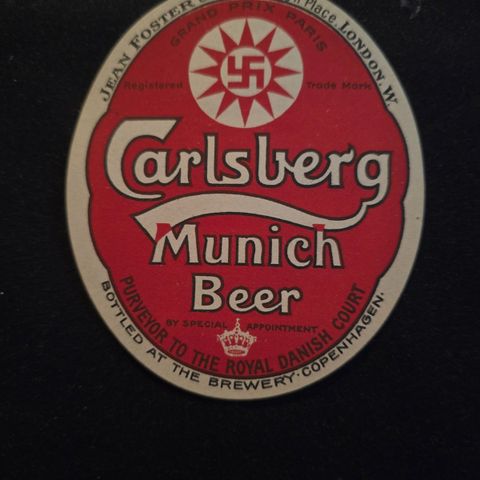 JEAN FOSTER
Place, LONDON. W.
GRAND PRIX PARIS
Registered Trade Mark
Carlsberg
Munich
Beer
BY SPECIAL APPOINTMENT
PURVEYOR TO THE ROYAL DANISH COURT
BOTTLED AT THE BREWERY·COPENHAGEN.